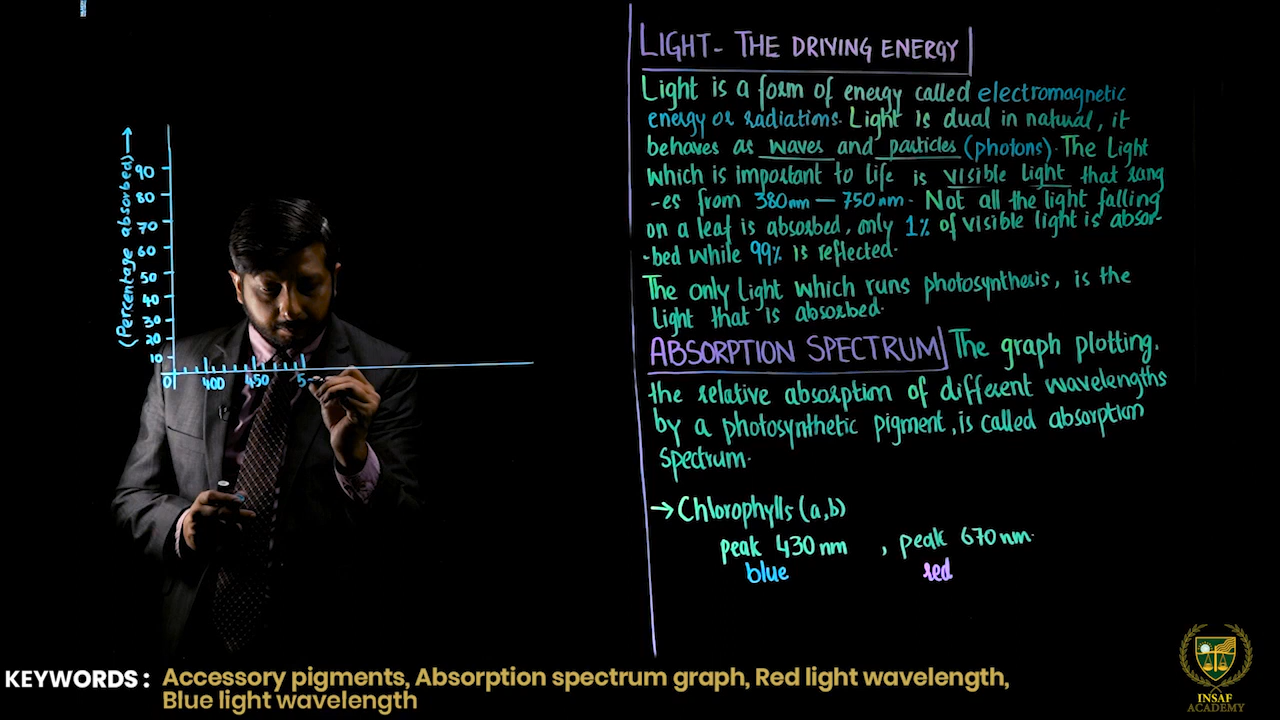 LIGHT- THE DRIVING ENERGY
Light is a form of energy called electromagnetic
energy or radiations. Light is dual in natural, it
behaves as waves and particles (photons). The Light
which is important to life is visible light that rang
-es from 380nm — 750nm. Not all the light falling
on a leaf is absorbed, only 1% of visible light is absor-
-bed while 99% is reflected.
The only light which runs photosynthesis, is the
light that is absorbed.
ABSORPTION SPECTRUM The graph plotting,
the relative absorption of different wavelengths
by a photosynthetic pigment, is called absorption
spectrum.
→ Chlorophylls (a,b)
peak 430nm , peak 670nm.
blue red
(Percentage absorbed)→
90
80
70
60
50
40
30
20
10
0 400 450 5
KEYWORDS : Accessory pigments, Absorption spectrum graph, Red light wavelength,
Blue light wavelength
INSAF
ACADEMY